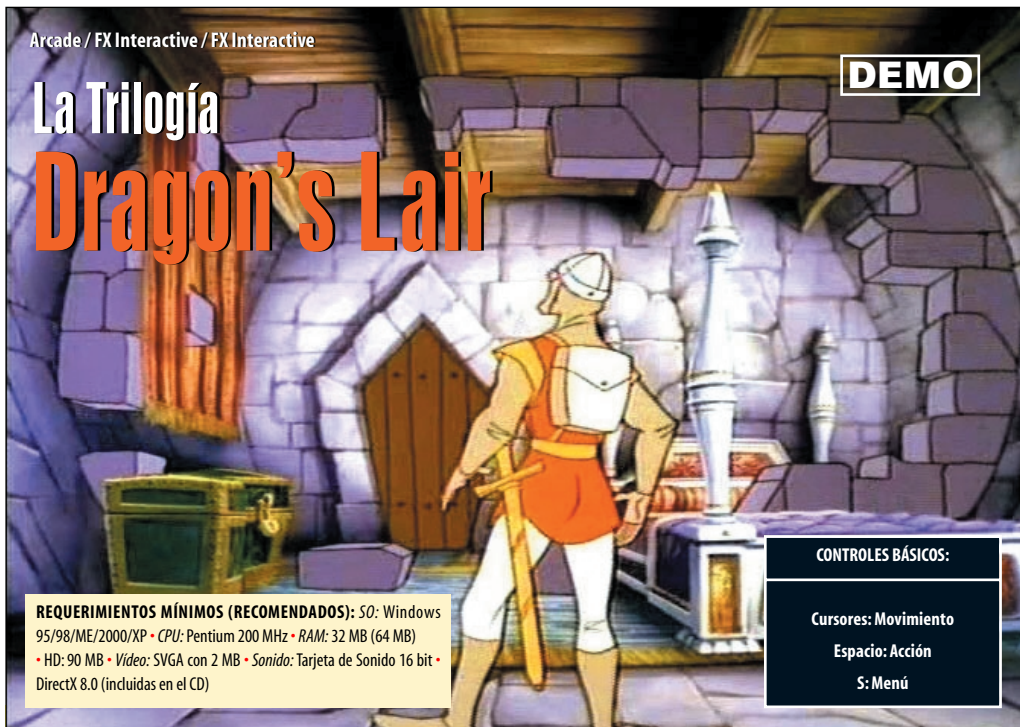 Arcade / FX Interactive / FX Interactive
DEMO
La Trilogía
Dragon's Lair
REQUERIMIENTOS MÍNIMOS (RECOMENDADOS): SO: Windows
95/98/ME/2000/XP • CPU: Pentium 200 MHz • RAM: 32 MB (64 MB)
• HD: 90 MB • Vídeo: SVGA con 2 MB • Sonido: Tarjeta de Sonido 16 bit •
DirectX 8.0 (incluidas en el CD)
CONTROLES BÁSICOS:
Cursores: Movimiento
Espacio: Acción
S: Menú